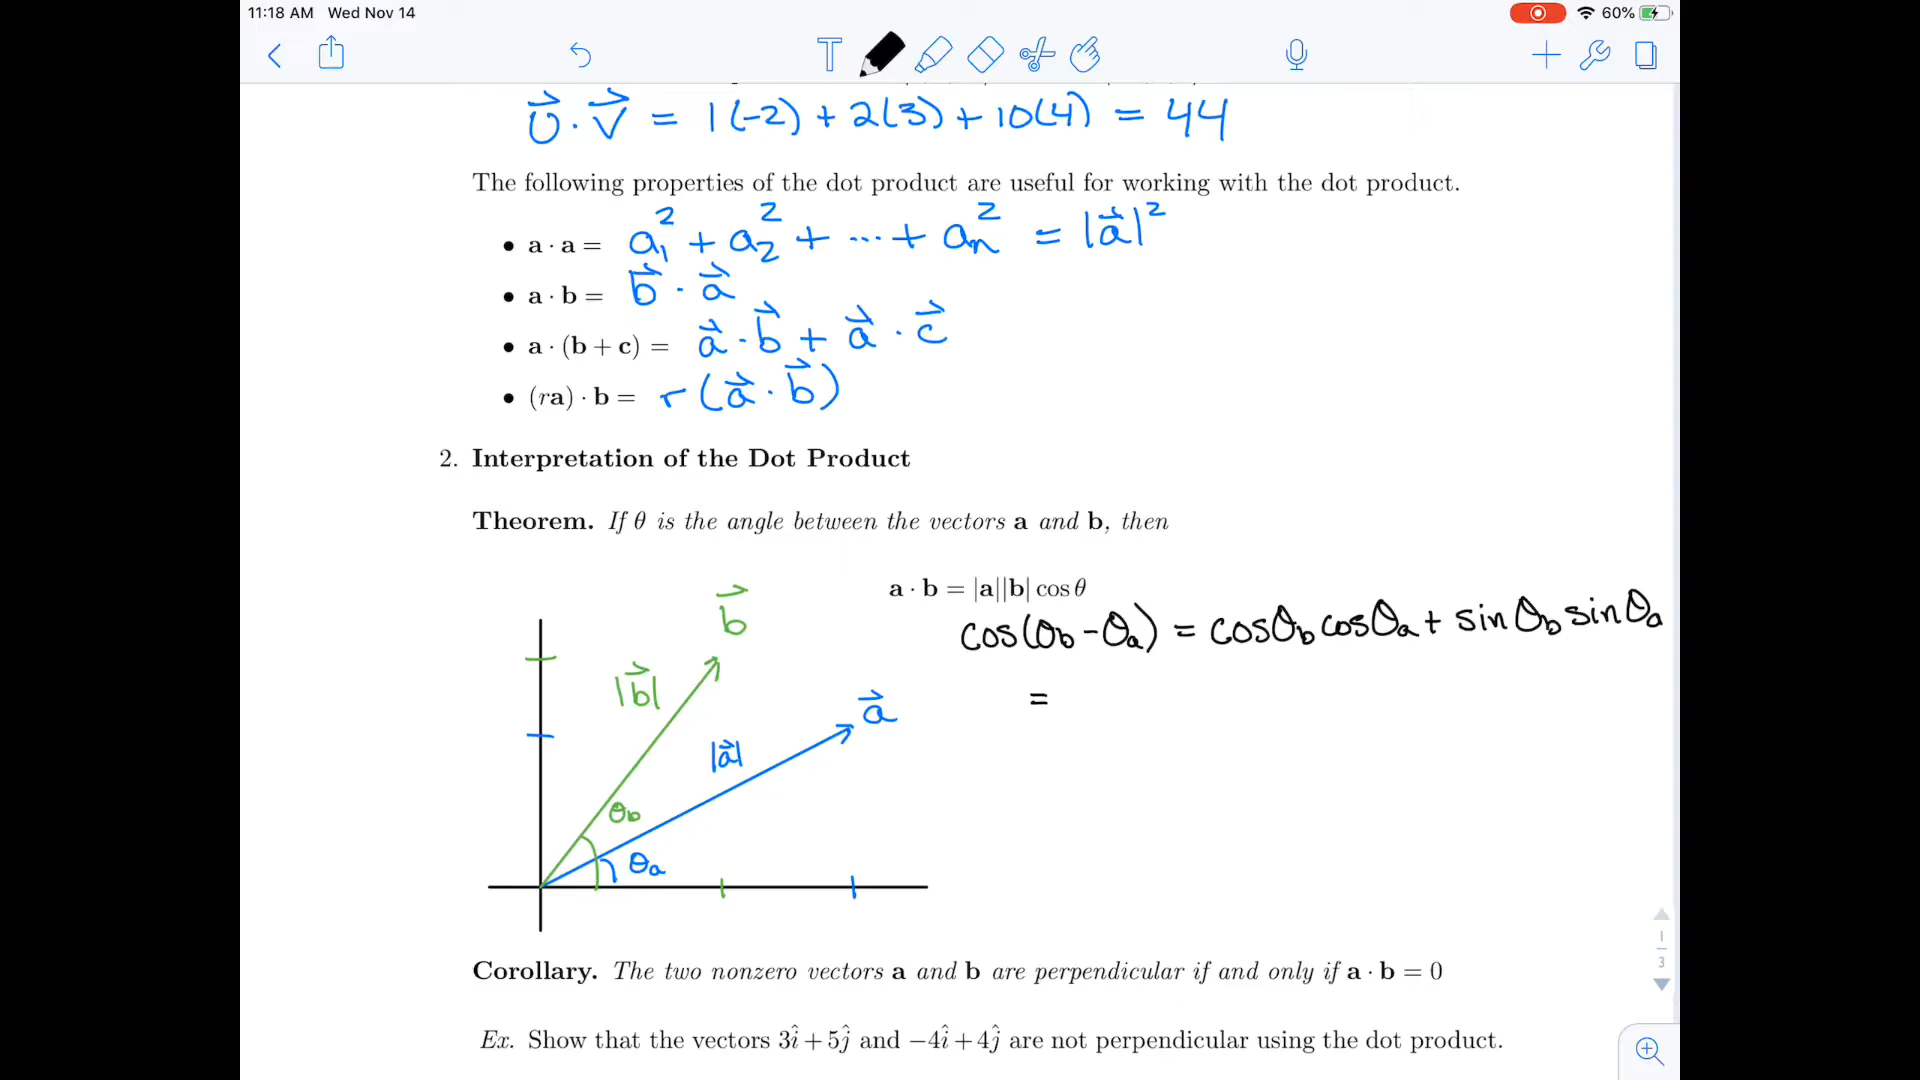 11:18 AM Wed Nov 14 60%
T
U⃗ · V⃗ = 1(-2) + 2(3) + 10(4) = 44
The following properties of the dot product are useful for working with the dot product.
• a · a = a₁² + a₂² + ... + aₙ² = |a⃗|²
• a · b = b⃗ · a⃗
• a · (b + c) = a⃗ · b⃗ + a⃗ · c⃗
• (ra) · b = r(a⃗ · b⃗)
2. Interpretation of the Dot Product
Theorem. If θ is the angle between the vectors a and b, then
a · b = |a||b| cos θ
cos(θb - θa) = cosθb cosθa + sinθb sinθa
=
b⃗
|b⃗|
a⃗
|a⃗|
θb
θa
Corollary. The two nonzero vectors a and b are perpendicular if and only if a · b = 0
Ex. Show that the vectors 3î + 5ĵ and −4î + 4ĵ are not perpendicular using the dot product.
1
3